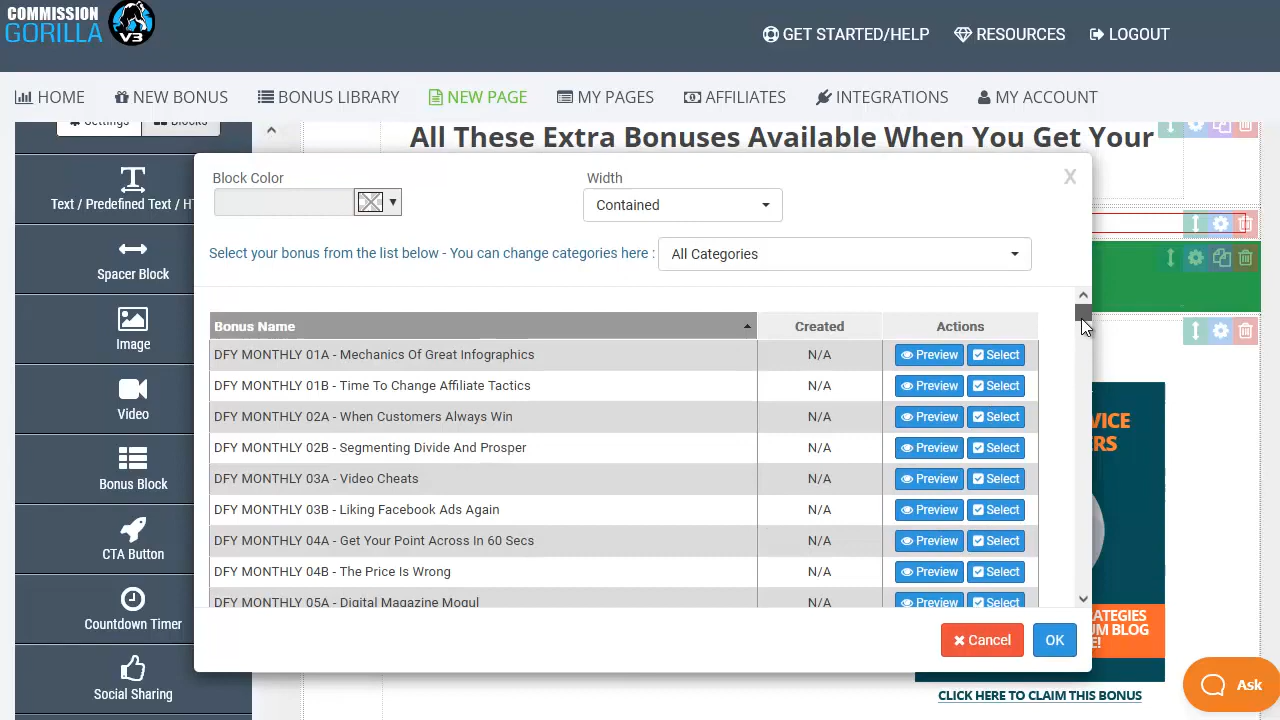 COMMISSION
GORILLA
V3
GET STARTED/HELP
RESOURCES
LOGOUT
HOME
NEW BONUS
BONUS LIBRARY
NEW PAGE
MY PAGES
AFFILIATES
INTEGRATIONS
MY ACCOUNT
Settings
Blocks
All These Extra Bonuses Available When You Get Your
Text / Predefined Text / HT
Spacer Block
Image
Video
Bonus Block
CTA Button
Countdown Timer
Social Sharing
Block Color
Width
X
Contained
Select your bonus from the list below - You can change categories here :
All Categories
Bonus Name Created Actions
DFY MONTHLY 01A - Mechanics Of Great Infographics N/A Preview Select
DFY MONTHLY 01B - Time To Change Affiliate Tactics N/A Preview Select
DFY MONTHLY 02A - When Customers Always Win N/A Preview Select
DFY MONTHLY 02B - Segmenting Divide And Prosper N/A Preview Select
DFY MONTHLY 03A - Video Cheats N/A Preview Select
DFY MONTHLY 03B - Liking Facebook Ads Again N/A Preview Select
DFY MONTHLY 04A - Get Your Point Across In 60 Secs N/A Preview Select
DFY MONTHLY 04B - The Price Is Wrong N/A Preview Select
DFY MONTHLY 05A - Digital Magazine Mogul N/A Preview Select
Cancel
OK
VICE
RS
ATEGIES
UM BLOG
E!
CLICK HERE TO CLAIM THIS BONUS
Ask